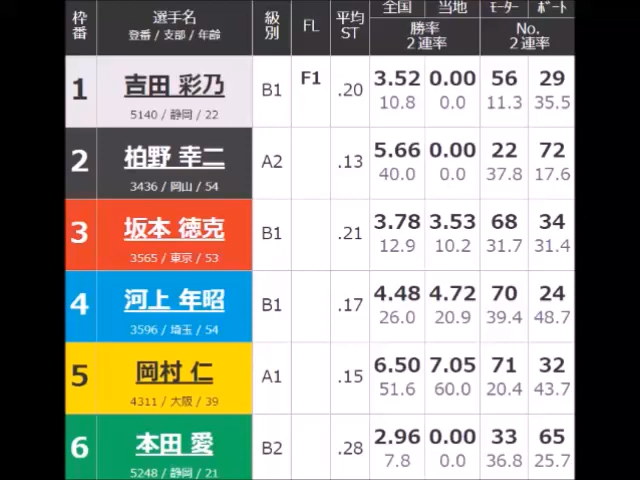 枠番 選手名 登番 / 支部 / 年齢 級別 FL 平均ST 全国 当地 勝率 2連率 ﾓｰﾀｰ ﾎﾞｰﾄ No. 2連率
1 吉田 彩乃 B1 F1 .20 3.52 0.00 56 29
5140 / 静岡 / 22 10.8 0.0 11.3 35.5
2 柏野 幸二 A2 .13 5.66 0.00 22 72
3436 / 岡山 / 54 40.0 0.0 37.8 17.6
3 坂本 徳克 B1 .21 3.78 3.53 68 34
3565 / 東京 / 53 12.9 10.2 31.7 31.4
4 河上 年昭 B1 .17 4.48 4.72 70 24
3596 / 埼玉 / 54 26.0 20.9 39.4 48.7
5 岡村 仁 A1 .15 6.50 7.05 71 32
4311 / 大阪 / 39 51.6 60.0 20.4 43.7
6 本田 愛 B2 .28 2.96 0.00 33 65
5248 / 静岡 / 21 7.8 0.0 36.8 25.7